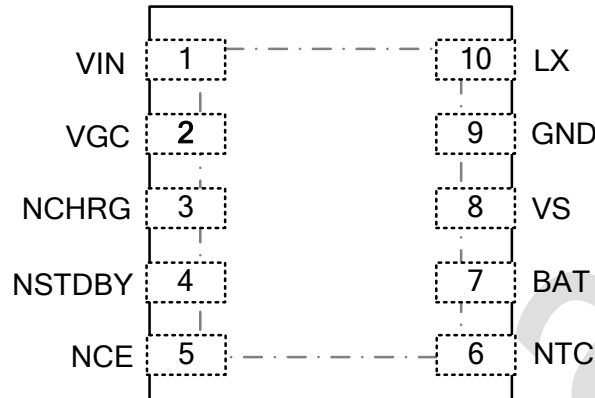 VIN 1 10 LX
VGC 2 9 GND
NCHRG 3 8 VS
NSTDBY 4 7 BAT
NCE 5 6 NTC